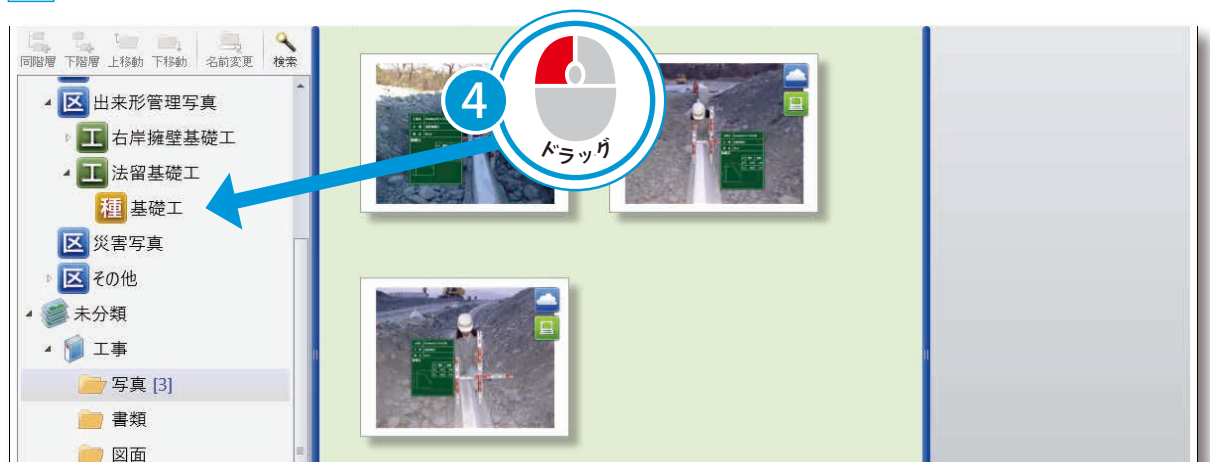 同階層 下階層 上移動 下移動 名前変更 検索
区 出来形管理写真
工 右岸擁壁基礎工
工 法留基礎工
種 基礎工
区 災害写真
区 その他
未分類
工事
写真 [3]
書類
図面
4
ドラッグ